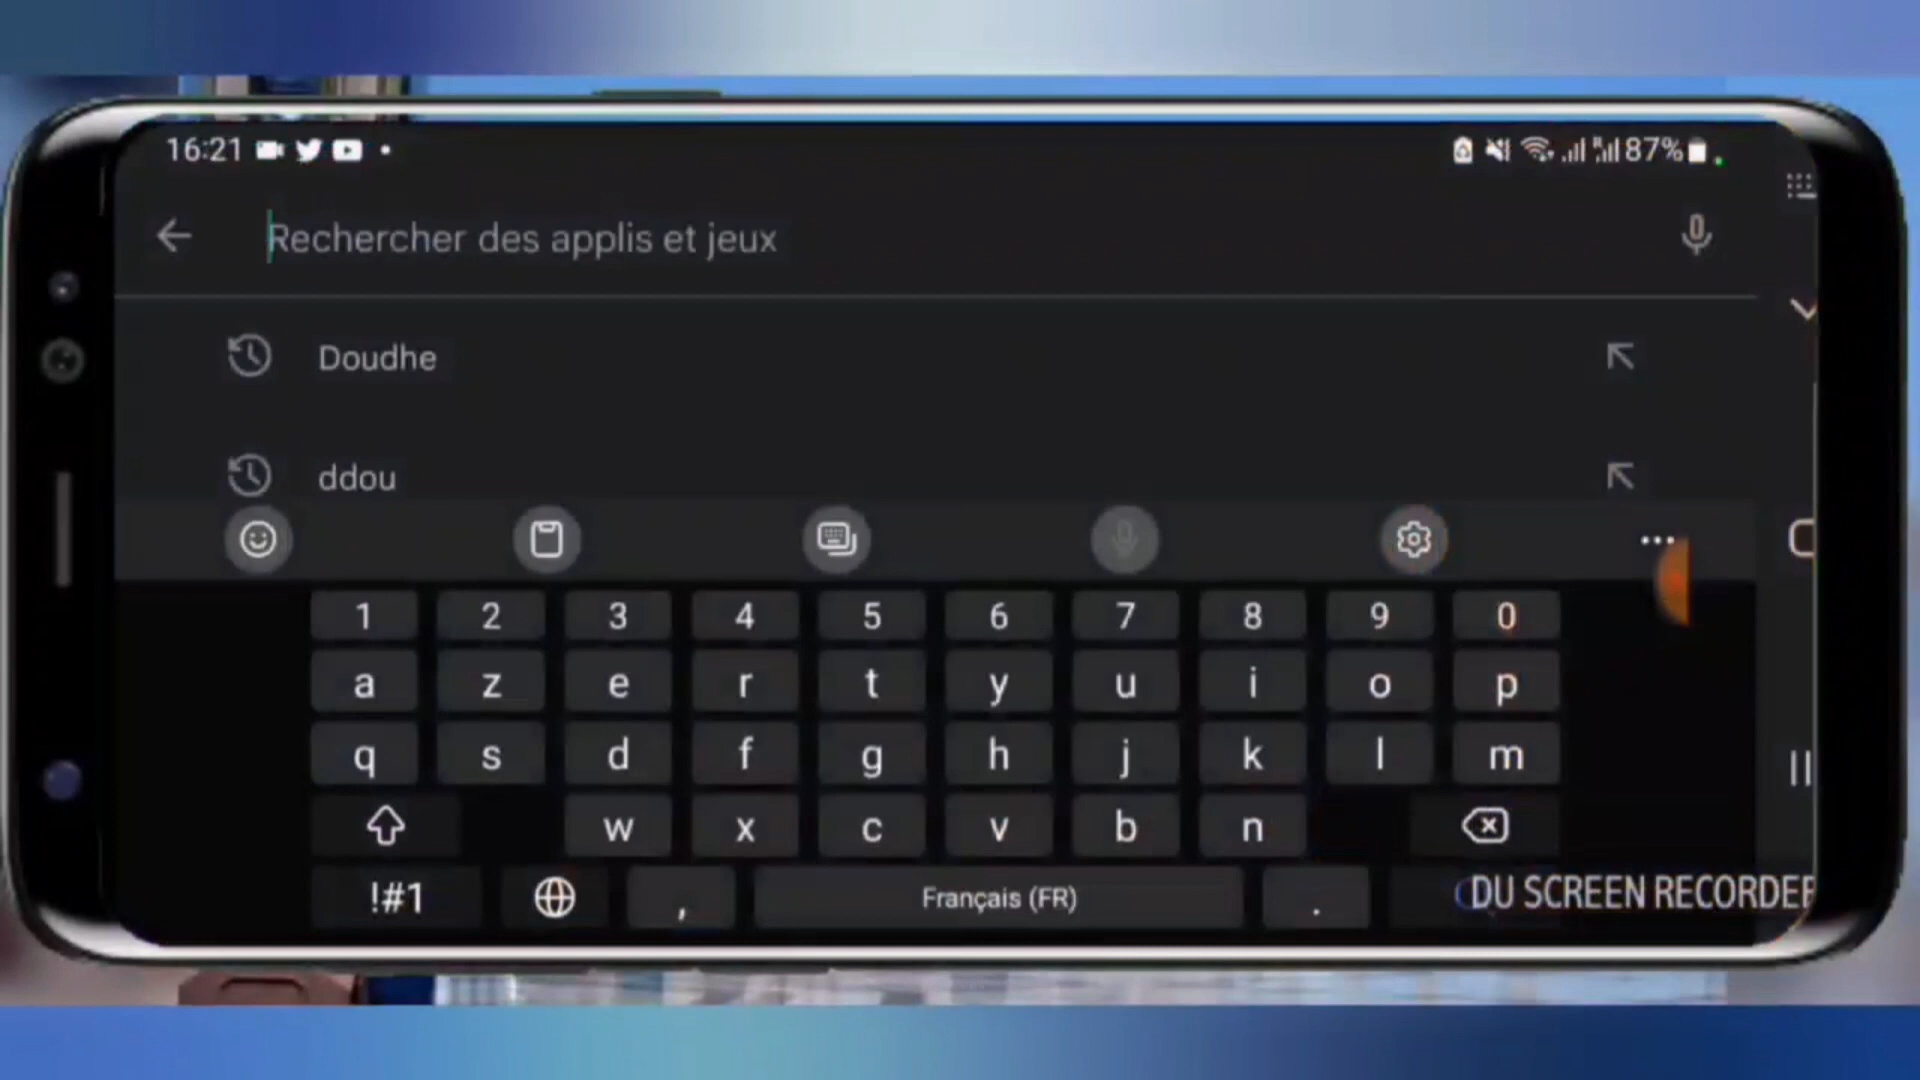 16:21
87%
Rechercher des applis et jeux
Doudhe
ddou
1 2 3 4 5 6 7 8 9 0
a z e r t y u i o p
q s d f g h j k l m
w x c v b n
!#1 , Français (FR) .
DU SCREEN RECORDER